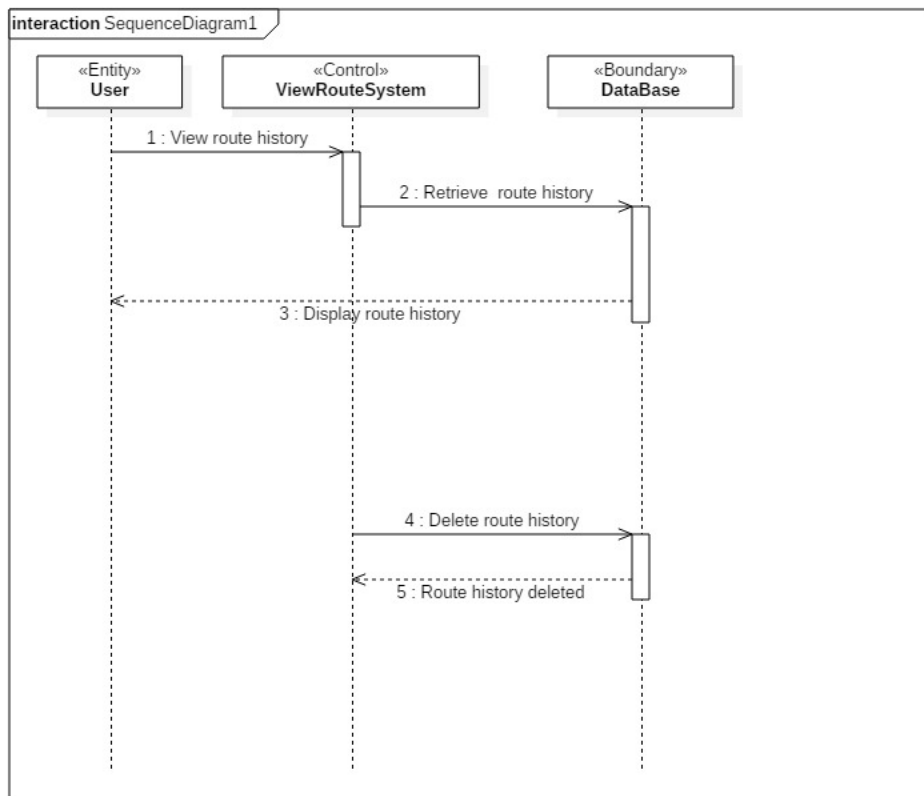 interaction SequenceDiagram1
«Entity»
User
«Control»
ViewRouteSystem
«Boundary»
DataBase
1 : View route history
2 : Retrieve  route history
3 : Display route history
4 : Delete route history
5 : Route history deleted